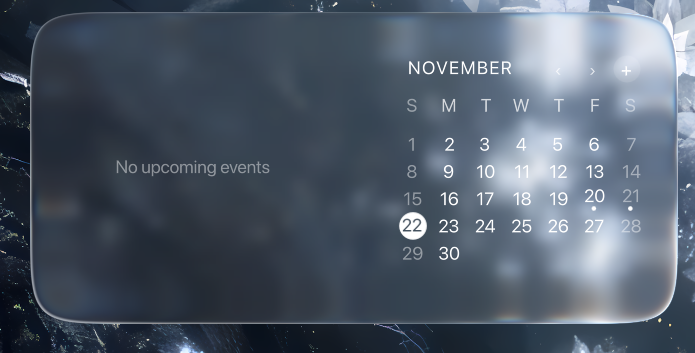 NOVEMBER ‹ › +
S M T W T F S
1 2 3 4 5 6 7
No upcoming events
8 9 10 11 12 13 14
15 16 17 18 19 20 21
22 23 24 25 26 27 28
29 30